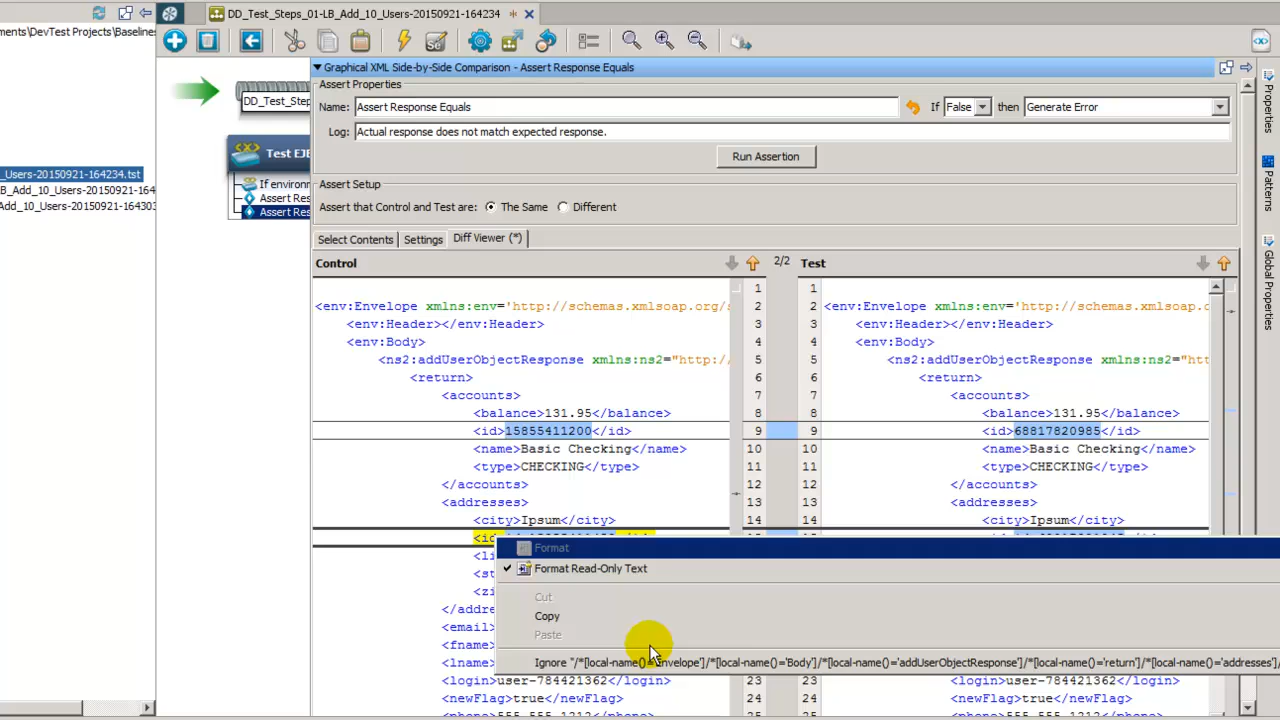 DD_Test_Steps_01-LB_Add_10_Users-20150921-164234
ments\DevTest Projects\Baselines
Graphical XML Side-by-Side Comparison - Assert Response Equals
Assert Properties
Name: Assert Response Equals If False then Generate Error
Log: Actual response does not match expected response.
Run Assertion
Assert Setup
Assert that Control and Test are: The Same Different
Select Contents Settings Diff Viewer (*)
DD_Test_Step
Test EJB
If environm
Assert Res
Assert Res
_Users-20150921-164234.tst
B_Add_10_Users-20150921-164
Add_10_Users-20150921-164303
Properties
Patterns
Global Properties
Control 2/2 Test
1 1
<env:Envelope xmlns:env='http://schemas.xmlsoap.org/s 2 2 <env:Envelope xmlns:env='http://schemas.xmlsoap.o
<env:Header></env:Header> 3 3 <env:Header></env:Header>
<env:Body> 4 4 <env:Body>
<ns2:addUserObjectResponse xmlns:ns2="http:/ 5 5 <ns2:addUserObjectResponse xmlns:ns2="htt
<return> 6 6 <return>
<accounts> 7 7 <accounts>
<balance>131.95</balance> 8 8 <balance>131.95</balance>
<id>15855411200</id> 9 9 <id>68817820985</id>
<name>Basic Checking</name> 10 10 <name>Basic Checking</name>
<type>CHECKING</type> 11 11 <type>CHECKING</type>
</accounts> 12 12 </accounts>
<addresses> 13 13 <addresses>
<city>Ipsum</city> 14 14 <city>Ipsum</city>
<id
<li
<st
<zi
</addre
<email>
<fname>
<lname>
Format
Format Read-Only Text
Cut
Copy
Paste
Ignore "/*[local-name()='Envelope']/*[local-name()='Body']/*[local-name()='addUserObjectResponse']/*[local-name()='return']/*[local-name()='addresses']/
<login>user-784421362</login> 23 23 <login>user-784421362</login>
<newFlag>true</newFlag> 24 24 <newFlag>true</newFlag>